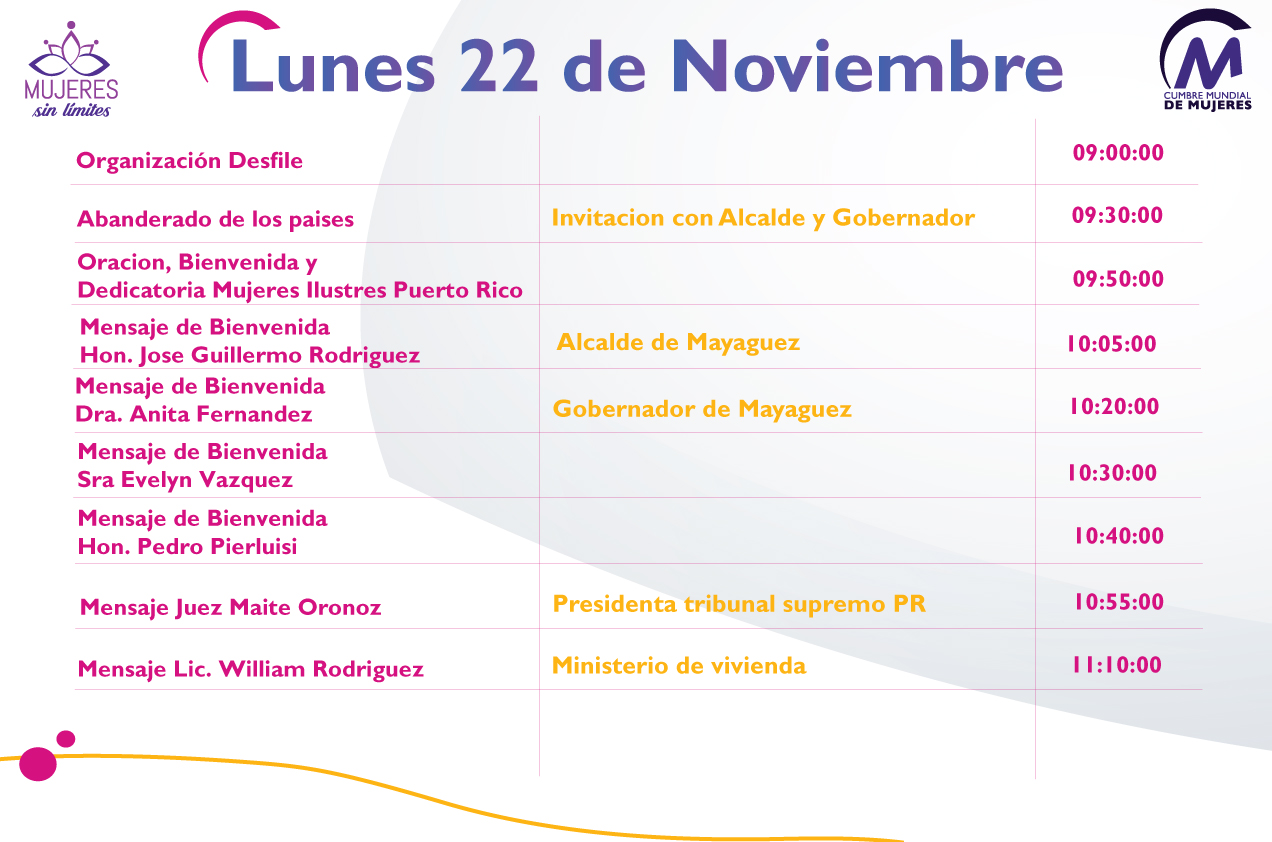 MUJERES
sin límites
Lunes 22 de Noviembre
M
CUMBRE MUNDIAL
DE MUJERES
Organización Desfile
09:00:00
Abanderado de los paises
Invitacion con Alcalde y Gobernador
09:30:00
Oracion, Bienvenida y
Dedicatoria Mujeres Ilustres Puerto Rico
09:50:00
Mensaje de Bienvenida
Hon. Jose Guillermo Rodriguez
Alcalde de Mayaguez
10:05:00
Mensaje de Bienvenida
Dra. Anita Fernandez
Gobernador de Mayaguez
10:20:00
Mensaje de Bienvenida
Sra Evelyn Vazquez
10:30:00
Mensaje de Bienvenida
Hon. Pedro Pierluisi
10:40:00
Mensaje Juez Maite Oronoz
Presidenta tribunal supremo PR
10:55:00
Mensaje Lic. William Rodriguez
Ministerio de vivienda
11:10:00